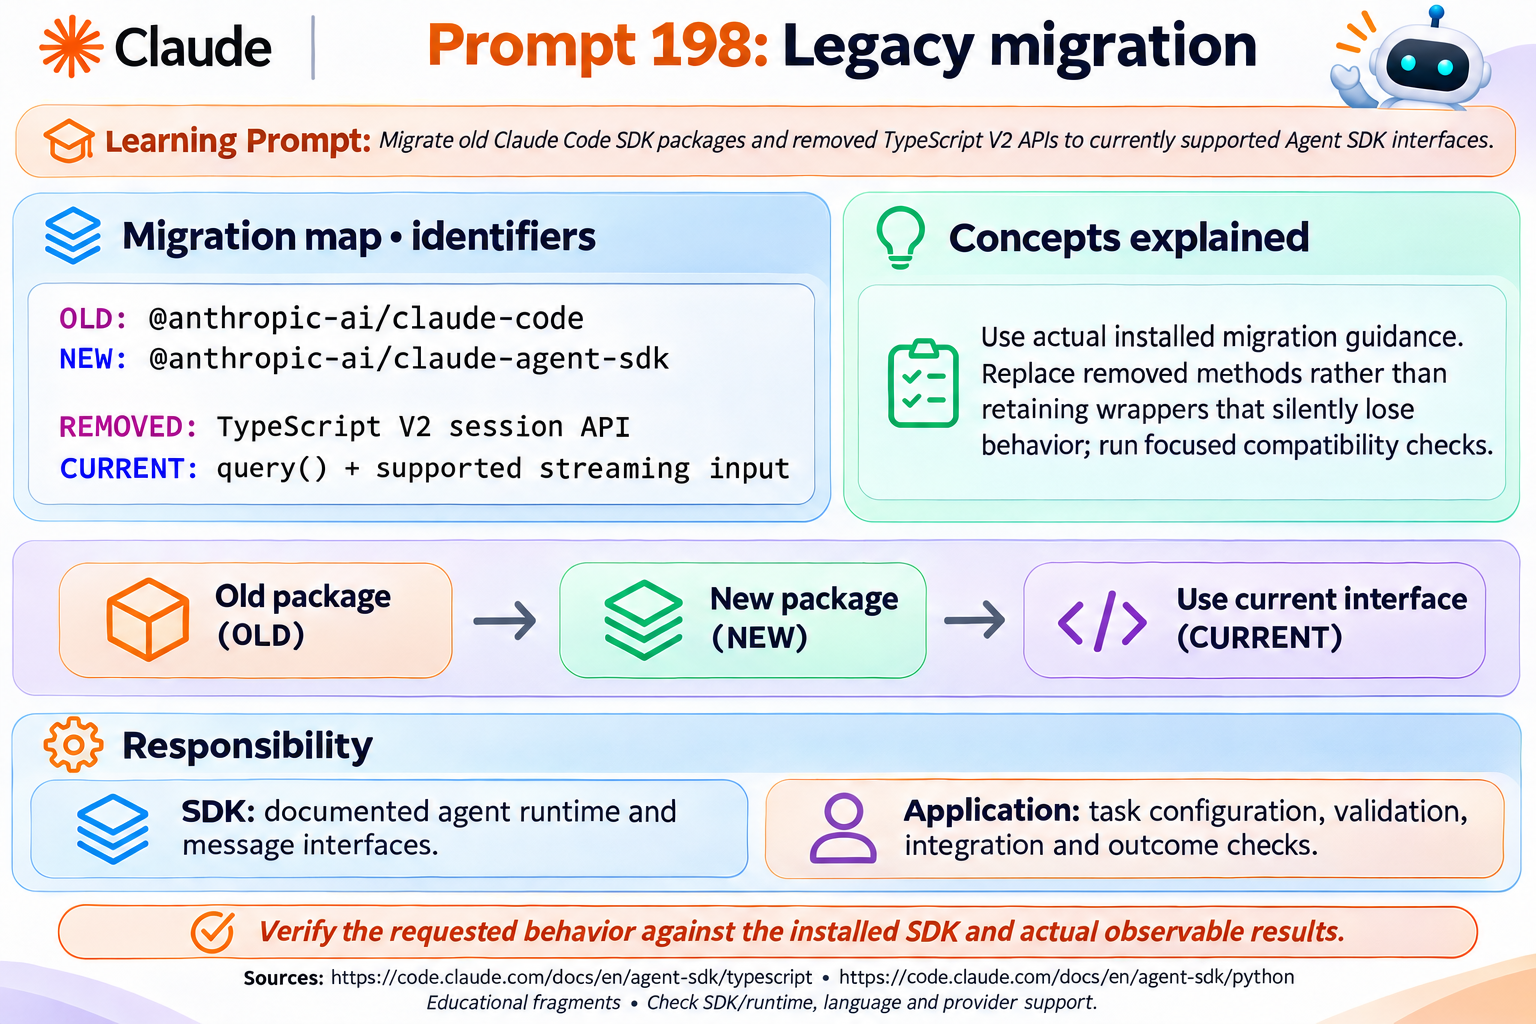 Claude
Prompt 198: Legacy migration
Learning Prompt: Migrate old Claude Code SDK packages and removed TypeScript V2 APIs to currently supported Agent SDK interfaces.
Migration map • identifiers
OLD: @anthropic-ai/claude-code
NEW: @anthropic-ai/claude-agent-sdk
REMOVED: TypeScript V2 session API
CURRENT: query() + supported streaming input
Concepts explained
Use actual installed migration guidance.
Replace removed methods rather than
retaining wrappers that silently lose
behavior; run focused compatibility checks.
Old package
(OLD)
New package
(NEW)
Use current interface
(CURRENT)
Responsibility
SDK: documented agent runtime and
message interfaces.
Application: task configuration, validation,
integration and outcome checks.
Verify the requested behavior against the installed SDK and actual observable results.
Sources: https://code.claude.com/docs/en/agent-sdk/typescript • https://code.claude.com/docs/en/agent-sdk/python
Educational fragments • Check SDK/runtime, language and provider support.